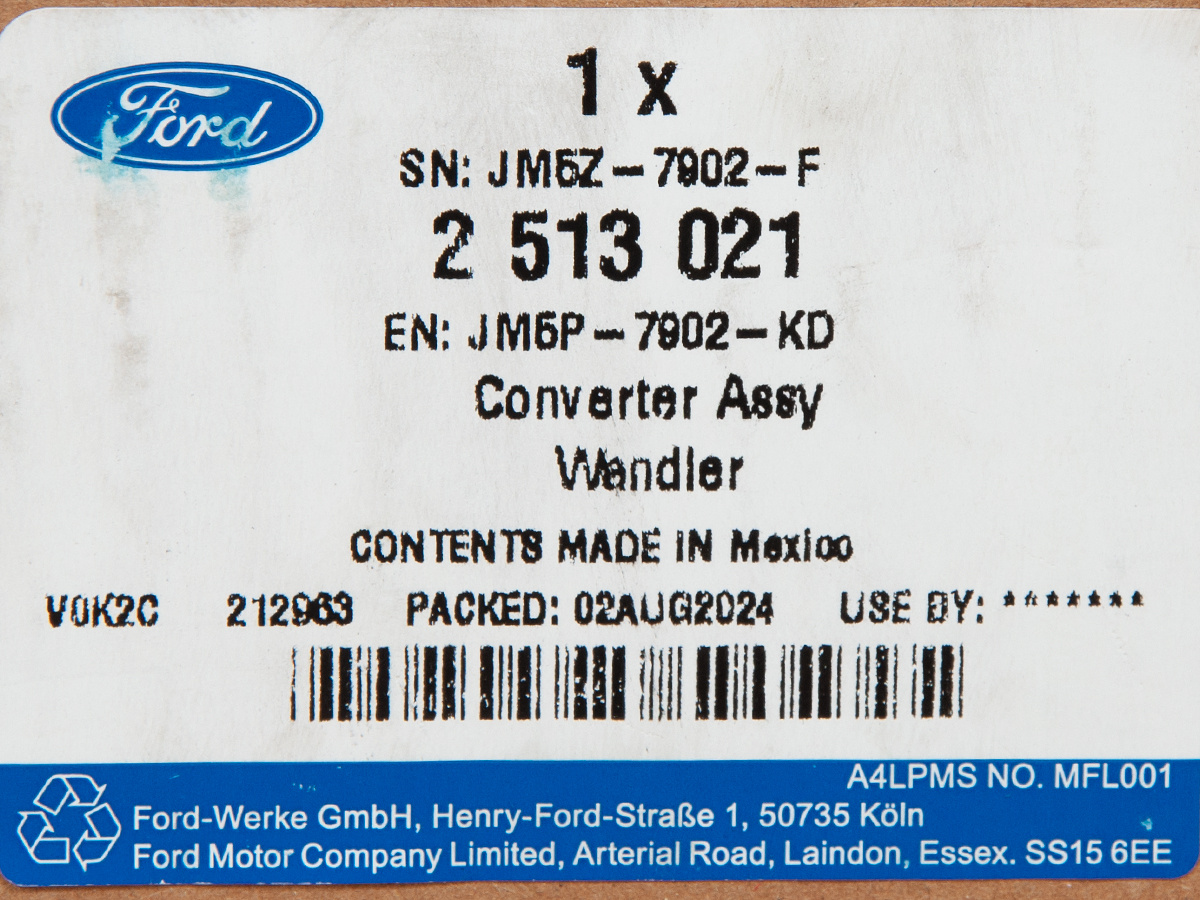 Ford
1 x
SN: JM5Z-7902-F
2 513 021
EN: JM5P-7902-KD
Converter Assy
Wandler
CONTENTS MADE IN Mexico
V0K2C 212963 PACKED: 02AUG2024 USE BY: *******
A4LPMS NO. MFL001
Ford-Werke GmbH, Henry-Ford-Straße 1, 50735 Köln
Ford Motor Company Limited, Arterial Road, Laindon, Essex. SS15 6EE